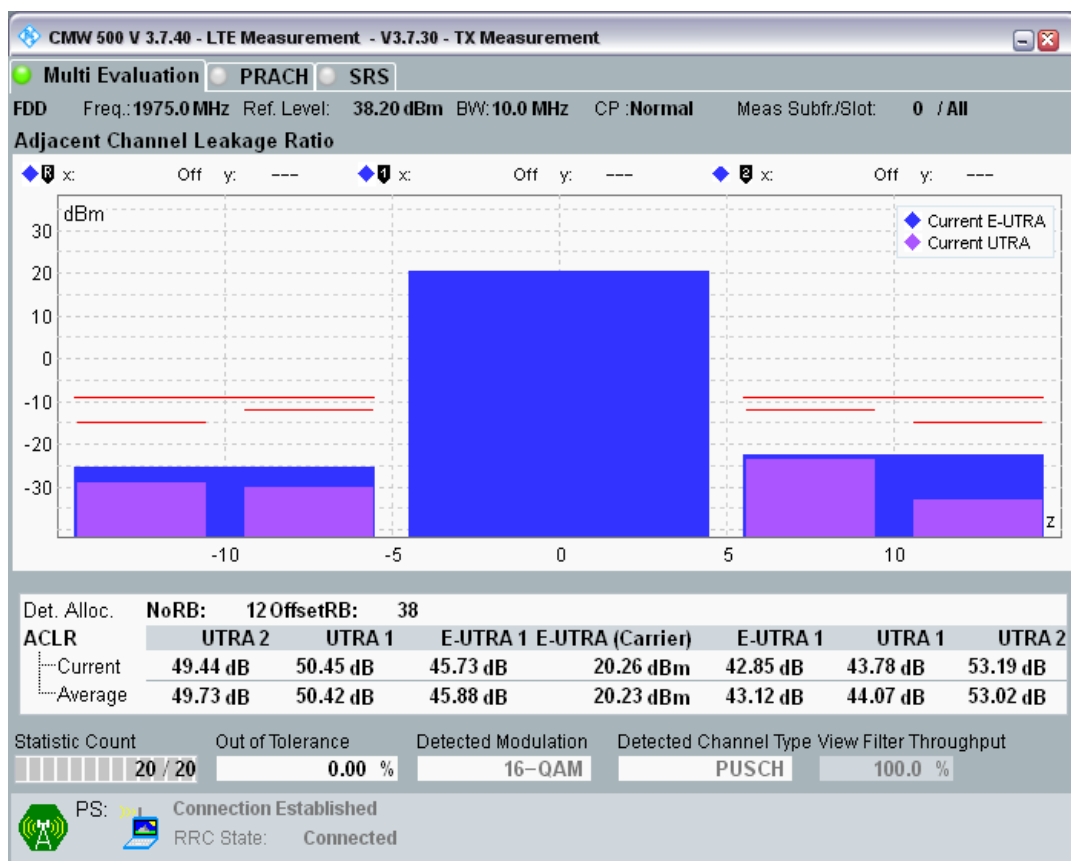 CMW 500 V 3.7.40 - LTE Measurement - V3.7.30 - TX Measurement
Multi Evaluation PRACH SRS
FDD Freq.: 1975.0 MHz Ref. Level: 38.20 dBm BW: 10.0 MHz CP : Normal Meas Subfr./Slot: 0 / All
Adjacent Channel Leakage Ratio
R x: Off y: --- 1 x: Off y: --- 2 x: Off y: ---
dBm
Current E-UTRA
Current UTRA
30
20
10
0
-10
-20
-30
z
-10 -5 0 5 10
Det. Alloc. NoRB: 12 OffsetRB: 38
ACLR UTRA 2 UTRA 1 E-UTRA 1 E-UTRA (Carrier) E-UTRA 1 UTRA 1 UTRA 2
Current 49.44 dB 50.45 dB 45.73 dB 20.26 dBm 42.85 dB 43.78 dB 53.19 dB
Average 49.73 dB 50.42 dB 45.88 dB 20.23 dBm 43.12 dB 44.07 dB 53.02 dB
Statistic Count Out of Tolerance Detected Modulation Detected Channel Type View Filter Throughput
20 / 20 0.00 % 16-QAM PUSCH 100.0 %
PS: Connection Established
RRC State: Connected